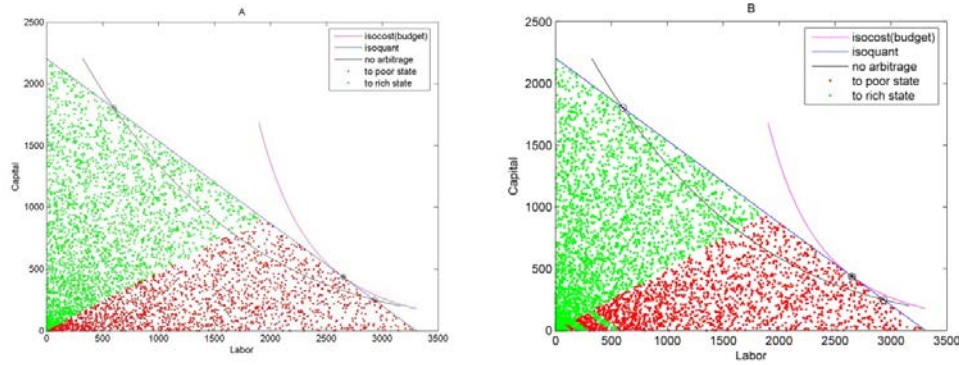 A
2500
2000
1500
1000
500
0
Capital
0 500 1000 1500 2000 2500 3000 3500
Labor
isocost(budget)
isoquant
no arbitrage
to poor state
to rich state
B
2500
2000
1500
1000
500
0
Capital
0 500 1000 1500 2000 2500 3000 3500
Labor
isocost(budget)
isoquant
no arbitrage
to poor state
to rich state